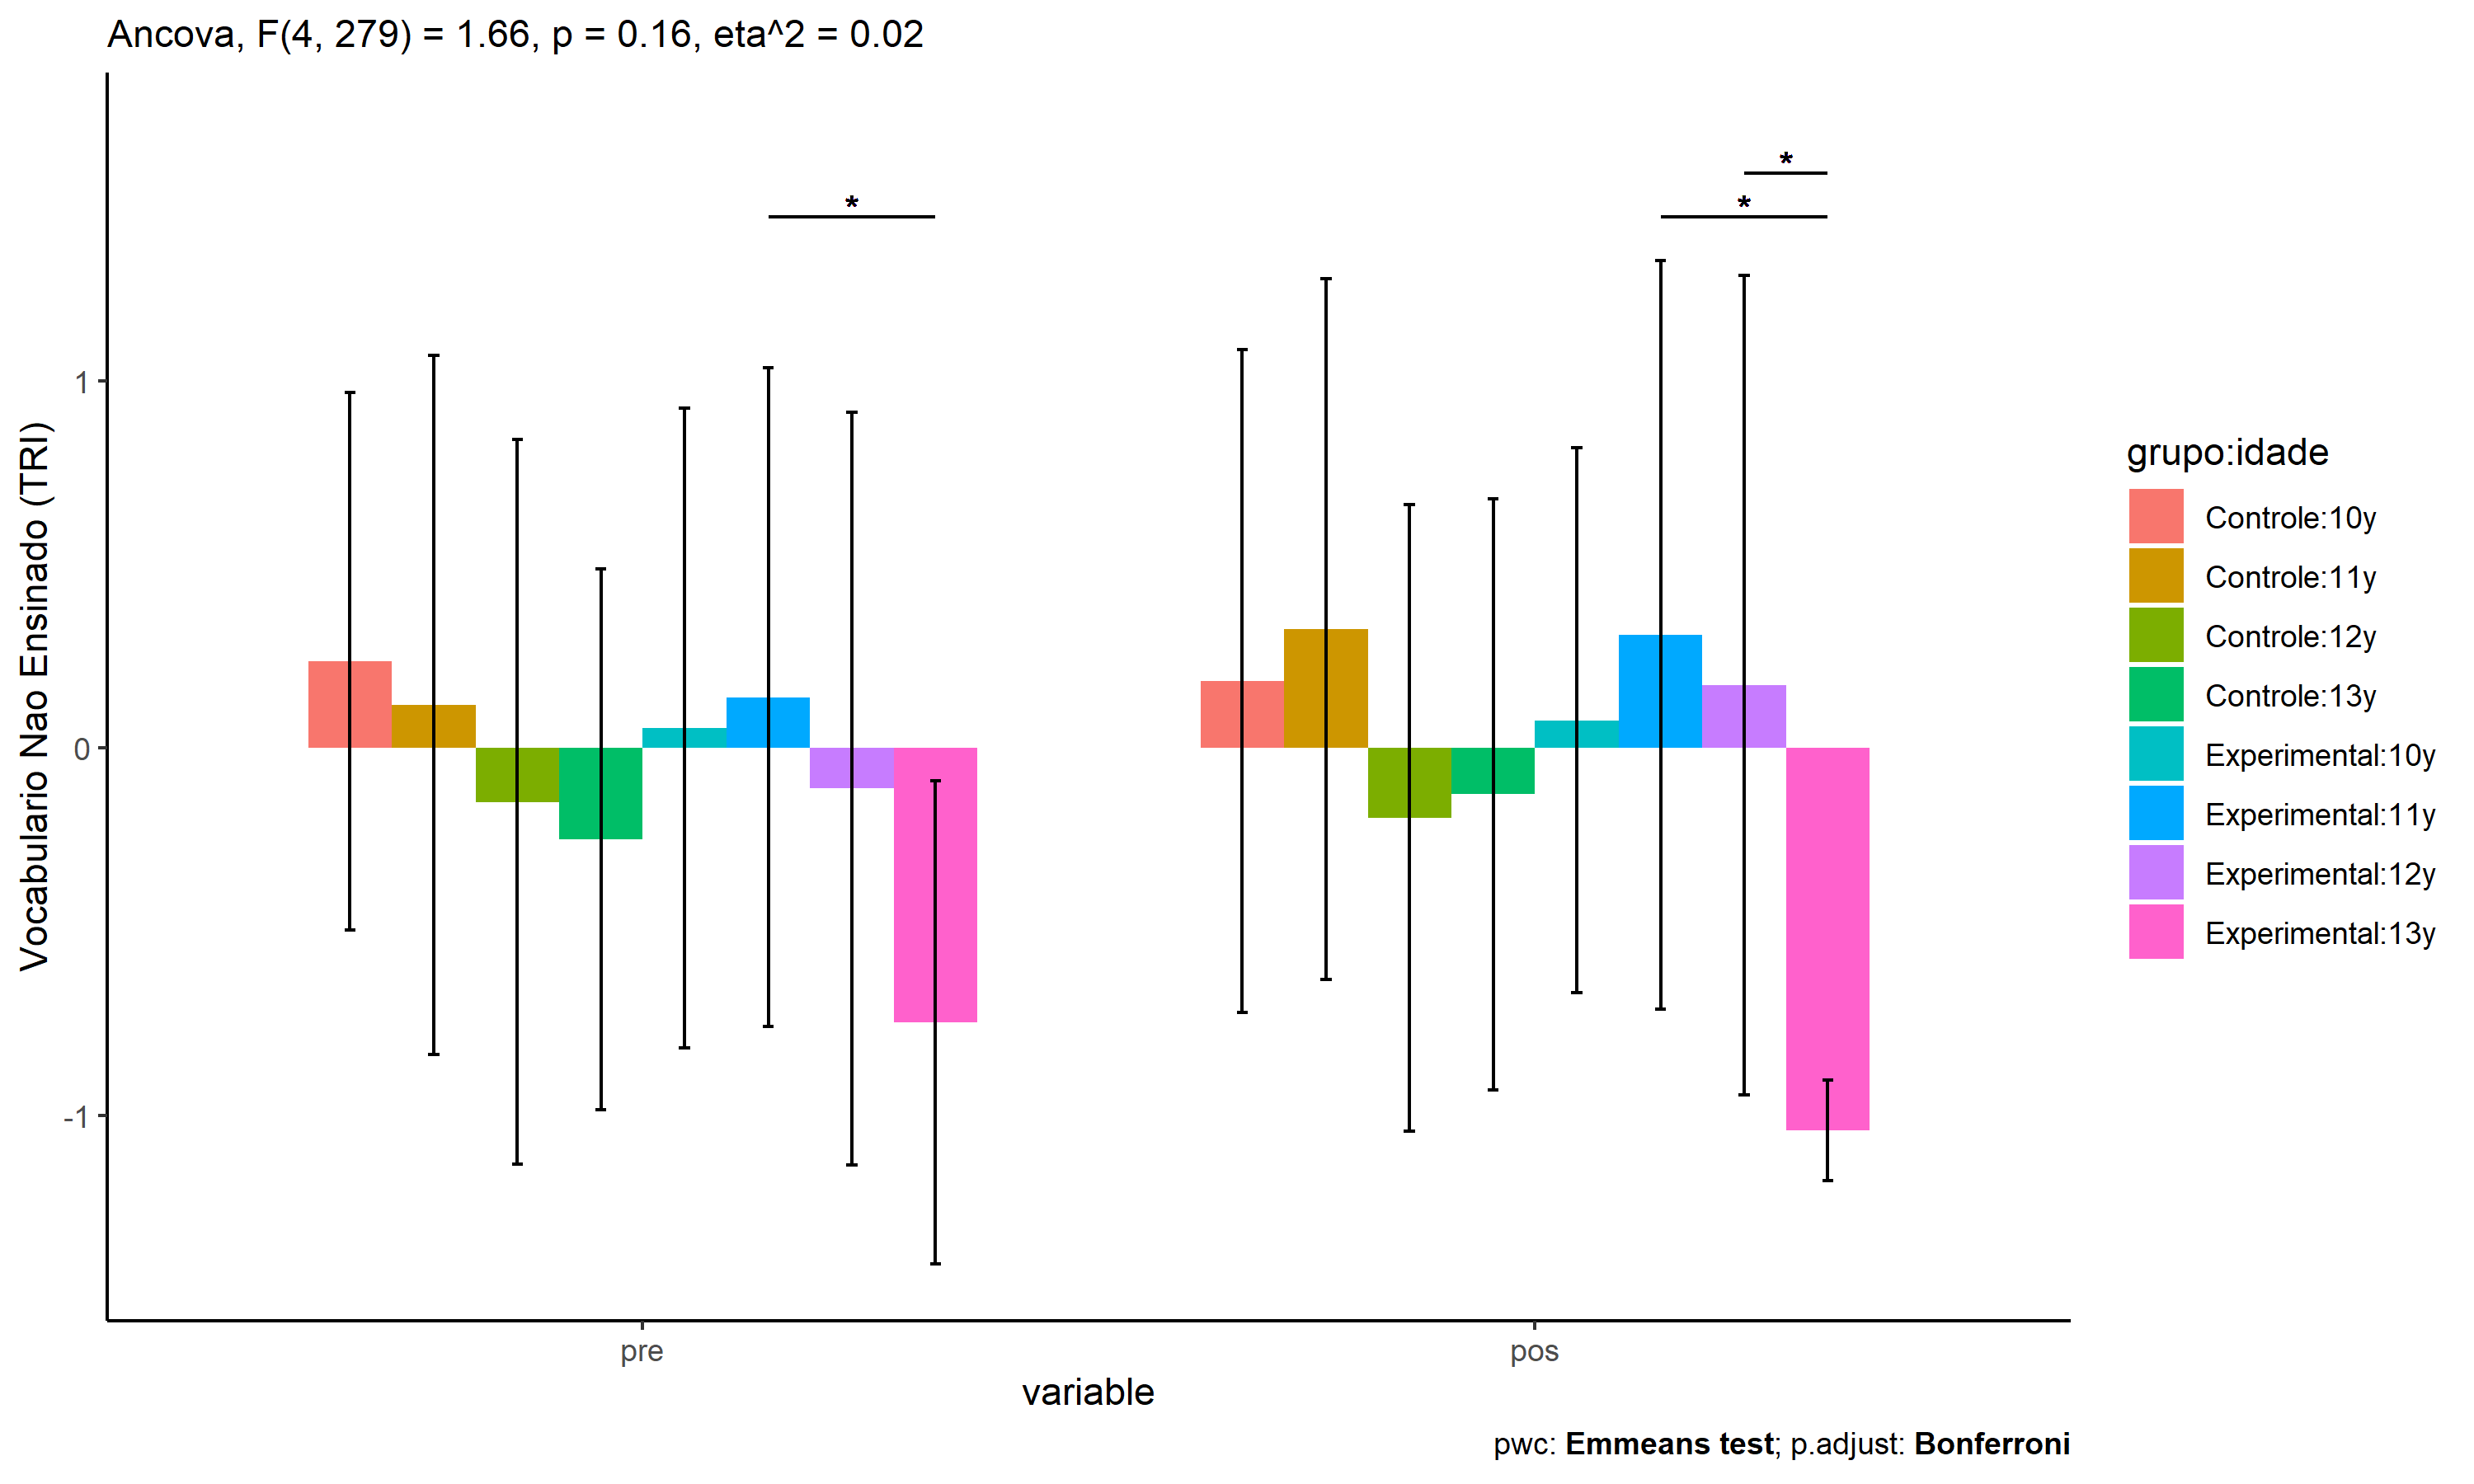 Ancova, F(4, 279) = 1.66, p = 0.16, eta^2 = 0.02
Vocabulario Nao Ensinado (TRI)
1
0
-1
*
*
*
pre
pos
variable
grupo:idade
Controle:10y
Controle:11y
Controle:12y
Controle:13y
Experimental:10y
Experimental:11y
Experimental:12y
Experimental:13y
pwc: Emmeans test; p.adjust: Bonferroni